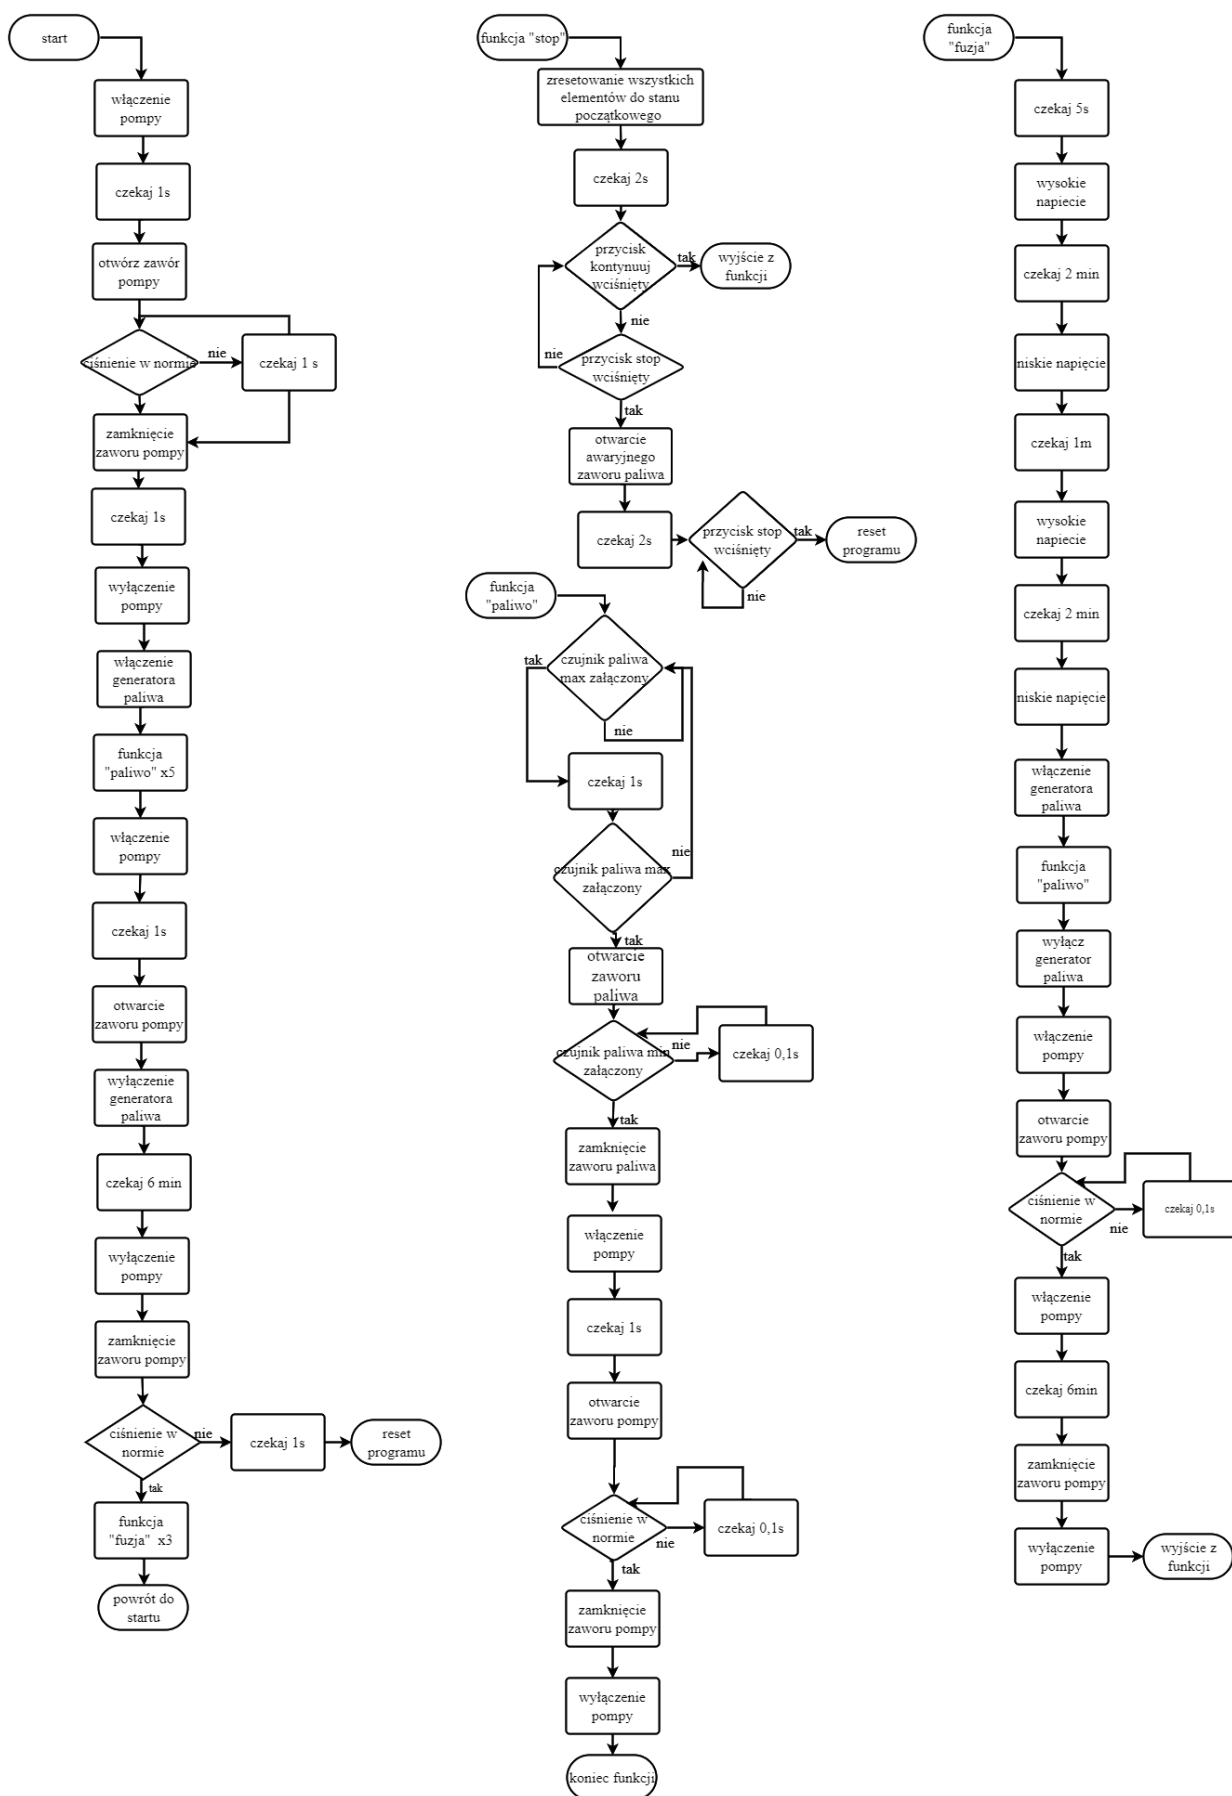 start
włączenie
pompy
czekaj 1s
otwórz zawór
pompy
ciśnienie w normie
nie
czekaj 1 s
zamknięcie
zaworu pompy
czekaj 1s
wyłączenie
pompy
włączenie
generatora
paliwa
funkcja
"paliwo" x5
włączenie
pompy
czekaj 1s
otwarcie
zaworu pompy
wyłączenie
generatora
paliwa
czekaj 6 min
wyłączenie
pompy
zamknięcie
zaworu pompy
ciśnienie w
normie
nie
czekaj 1s
reset
programu
tak
funkcja
"fuzja" x3
powrót do
startu
funkcja "stop"
zresetowanie wszystkich
elementów do stanu
początkowego
czekaj 2s
przycisk
kontynuuj
wciśnięty
tak
wyjście z
funkcji
nie
przycisk stop
wciśnięty
nie
tak
otwarcie
awaryjnego
zaworu paliwa
czekaj 2s
przycisk stop
wciśnięty
tak
reset
programu
nie
funkcja
"paliwo"
czujnik paliwa
max załączony
tak
nie
czekaj 1s
czujnik paliwa max
załączony
nie
tak
otwarcie
zaworu
paliwa
czujnik paliwa min
załączony
nie
czekaj 0,1s
tak
zamknięcie
zaworu paliwa
włączenie
pompy
czekaj 1s
otwarcie
zaworu pompy
ciśnienie w
normie
nie
czekaj 0,1s
tak
zamknięcie
zaworu pompy
wyłączenie
pompy
koniec funkcji
funkcja
"fuzja"
czekaj 5s
wysokie
napiecie
czekaj 2 min
niskie napięcie
czekaj 1m
wysokie
napiecie
czekaj 2 min
niskie napięcie
włączenie
generatora
paliwa
funkcja
"paliwo"
wyłącz
generator
paliwa
włączenie
pompy
otwarcie
zaworu pompy
ciśnienie w
normie
nie
czekaj 0,1s
tak
włączenie
pompy
czekaj 6min
zamknięcie
zaworu pompy
wyłączenie
pompy
wyjście z
funkcji